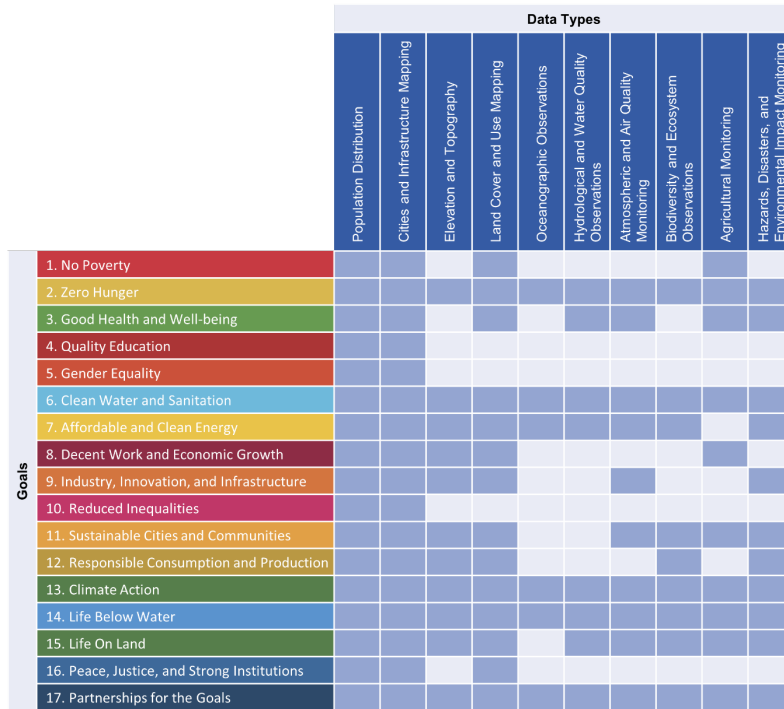 Data Types
Population Distribution
Cities and Infrastructure Mapping
Elevation and Topography
Land Cover and Use Mapping
Oceanographic Observations
Hydrological and Water Quality
Observations
Atmospheric and Air Quality
Monitoring
Biodiversity and Ecosystem
Observations
Agricultural Monitoring
Hazards, Disasters, and
Environmental Impact Monitoring
Goals
1. No Poverty
2. Zero Hunger
3. Good Health and Well-being
4. Quality Education
5. Gender Equality
6. Clean Water and Sanitation
7. Affordable and Clean Energy
8. Decent Work and Economic Growth
9. Industry, Innovation, and Infrastructure
10. Reduced Inequalities
11. Sustainable Cities and Communities
12. Responsible Consumption and Production
13. Climate Action
14. Life Below Water
15. Life On Land
16. Peace, Justice, and Strong Institutions
17. Partnerships for the Goals